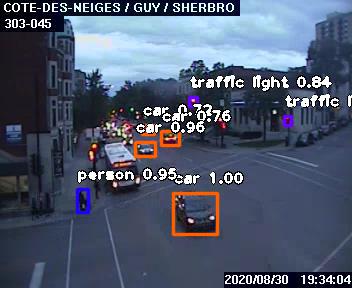 COTE-DES-NEIGES / GUY / SHERBRO
303-045
traffic light 0.84
traffic l
car 0.72
car 0.76
car 0.96
person 0.95
car 1.00
2020/08/30 19:34:04